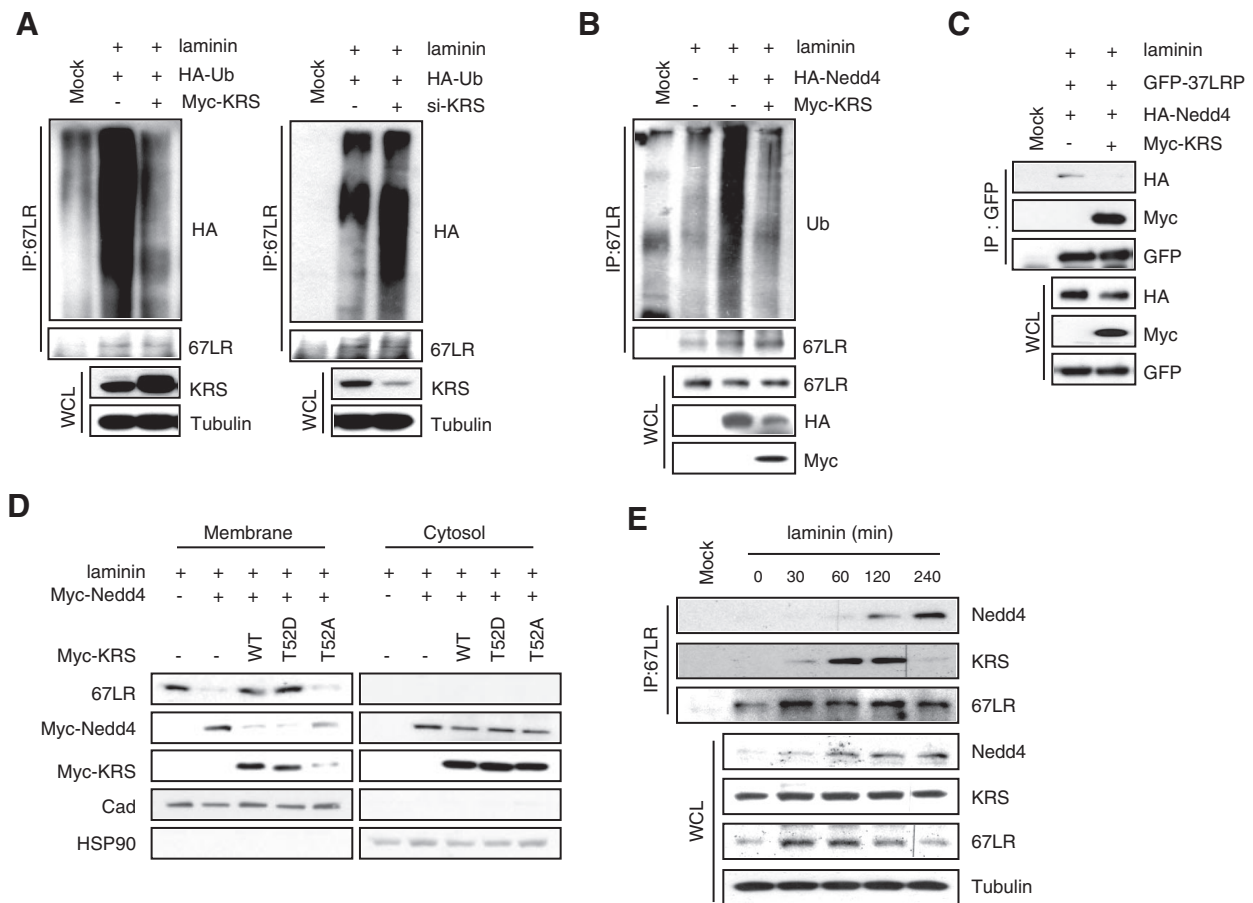 A
Mock
+ + laminin
+ + HA-Ub
- + Myc-KRS
IP:67LR
HA
67LR
WCL
KRS
Tubulin
Mock
+ + laminin
+ + HA-Ub
- + si-KRS
IP:67LR
HA
67LR
WCL
KRS
Tubulin
B
Mock
+ + + laminin
- + + HA-Nedd4
- - + Myc-KRS
IP:67LR
Ub
67LR
WCL
67LR
HA
Myc
C
Mock
+ + laminin
+ + GFP-37LRP
+ + HA-Nedd4
- + Myc-KRS
IP : GFP
HA
Myc
GFP
WCL
HA
Myc
GFP
D
Membrane Cytosol
laminin + + + + + + + + + +
Myc-Nedd4 - + + + + - + + + +
Myc-KRS - - WT T52D T52A - - WT T52D T52A
67LR
Myc-Nedd4
Myc-KRS
Cad
HSP90
E
Mock
laminin (min)
0 30 60 120 240
IP:67LR
Nedd4
KRS
67LR
WCL
Nedd4
KRS
67LR
Tubulin